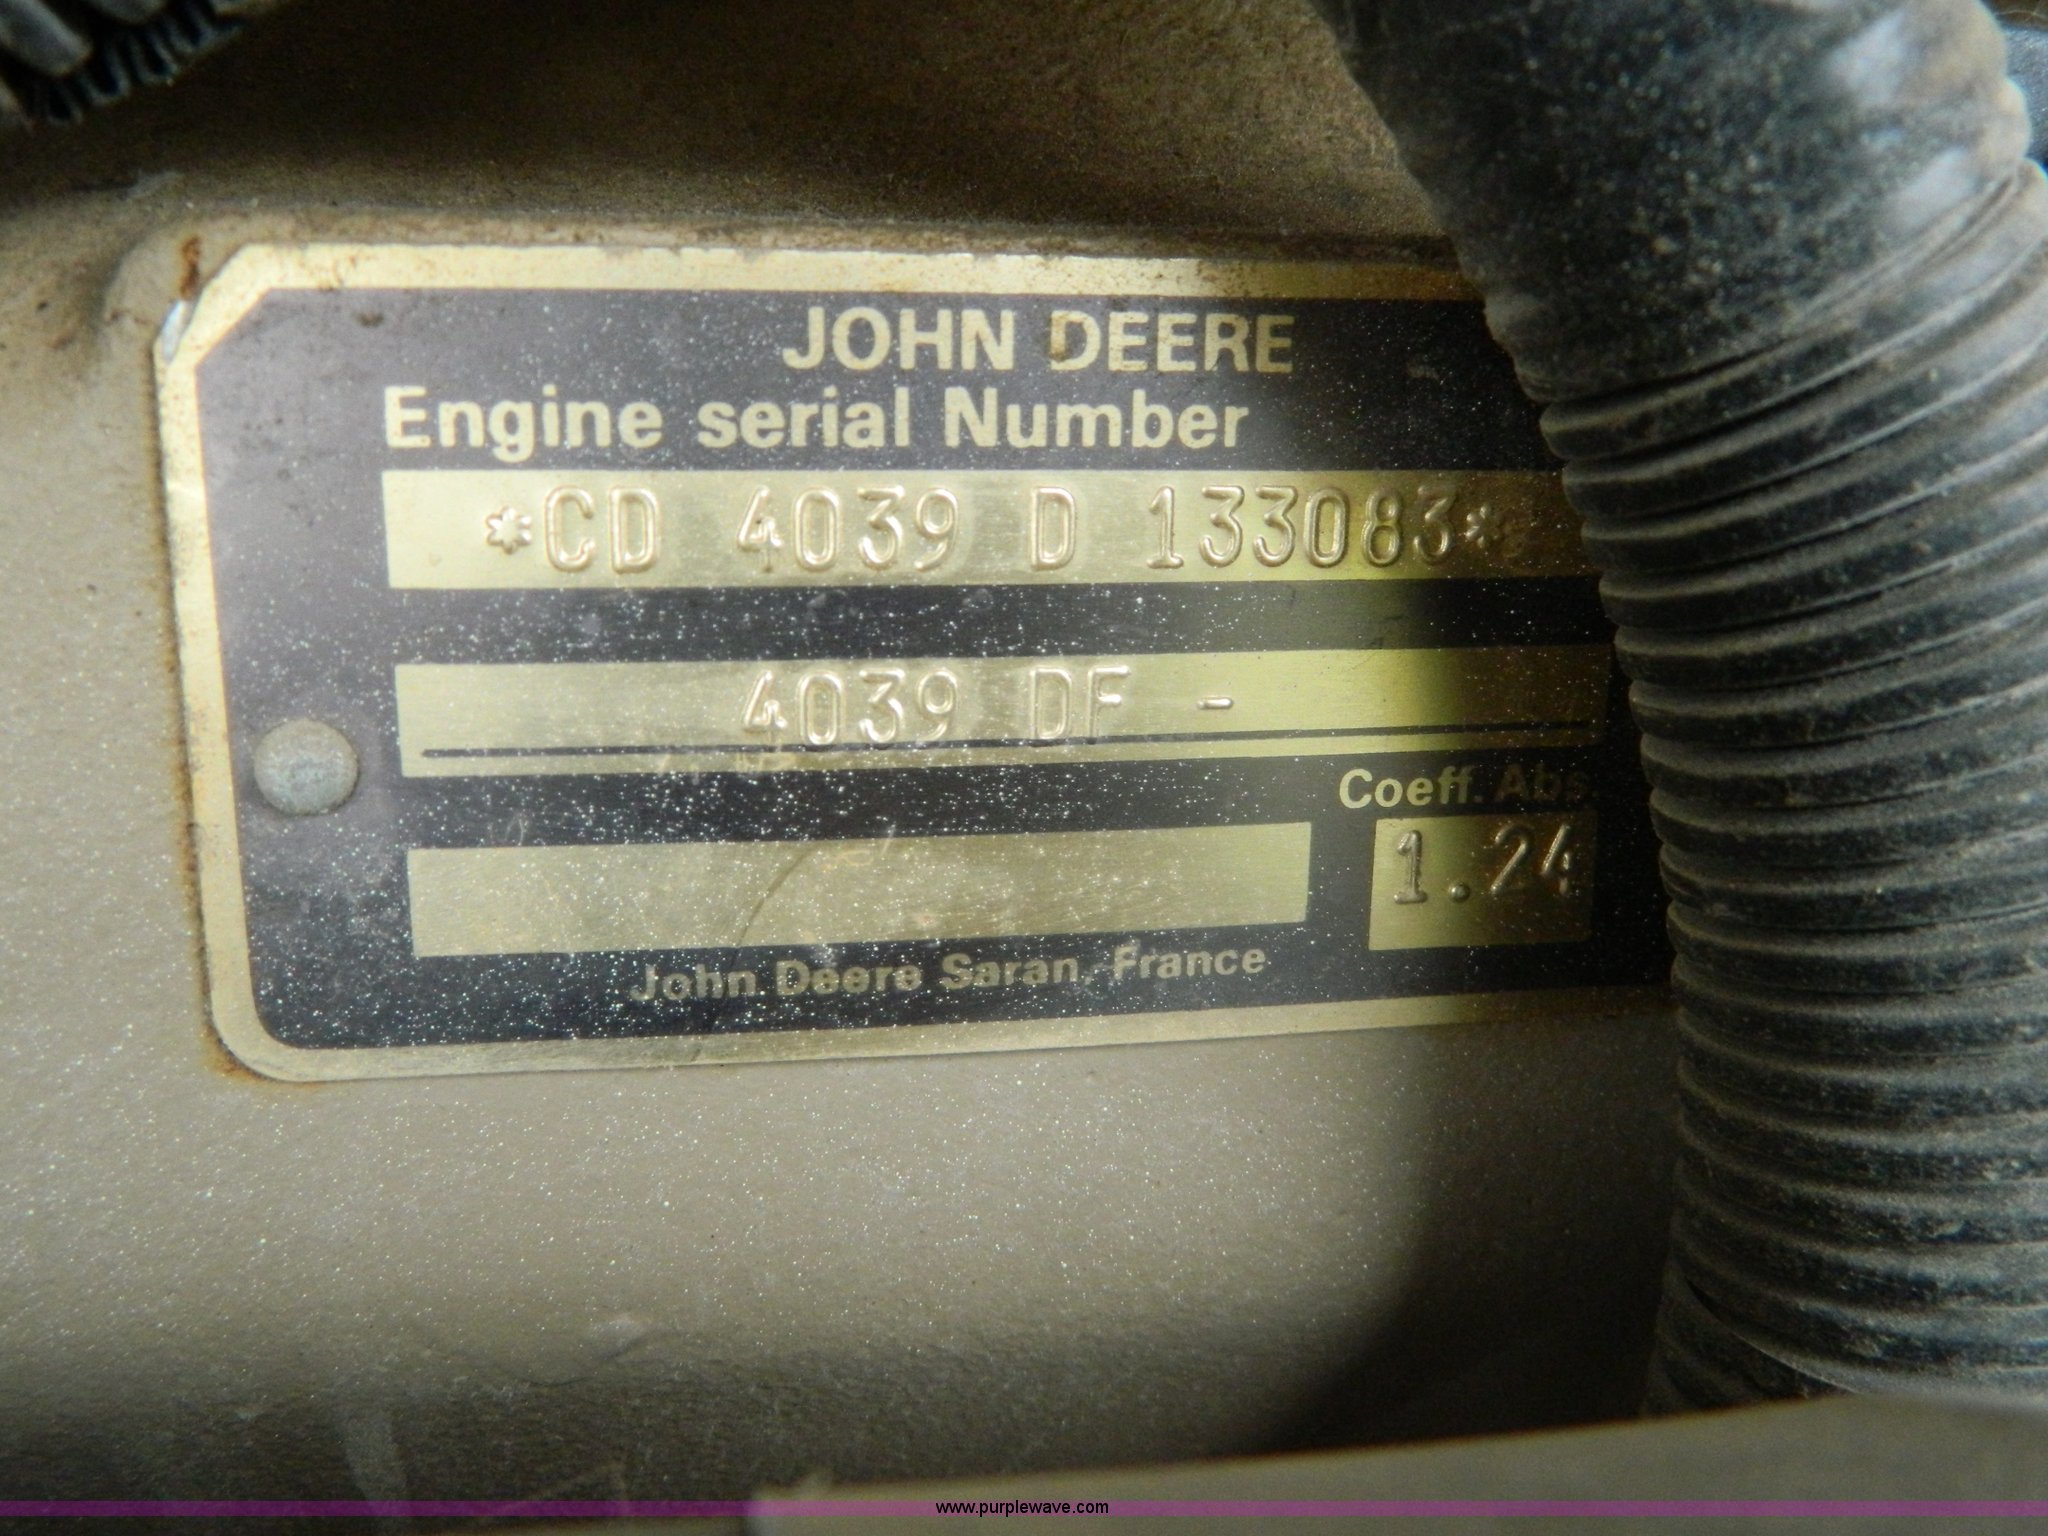 JOHN DEERE
Engine serial Number
*CD 4039 D 133083*
4039 DF -
Coeff. Abs.
1.24
John Deere Saran, France
www.purplewave.com